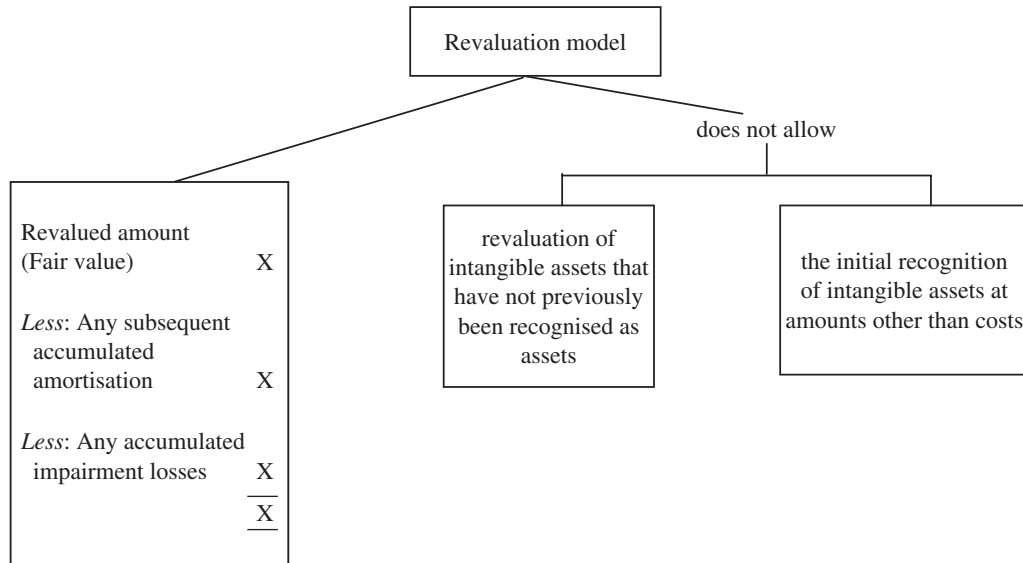 Revaluation model
does not allow
Revalued amount
(Fair value) X
Less: Any subsequent
accumulated
amortisation X
Less: Any accumulated
impairment losses X
X
revaluation of
intangible assets that
have not previously
been recognised as
assets
the initial recognition
of intangible assets at
amounts other than costs